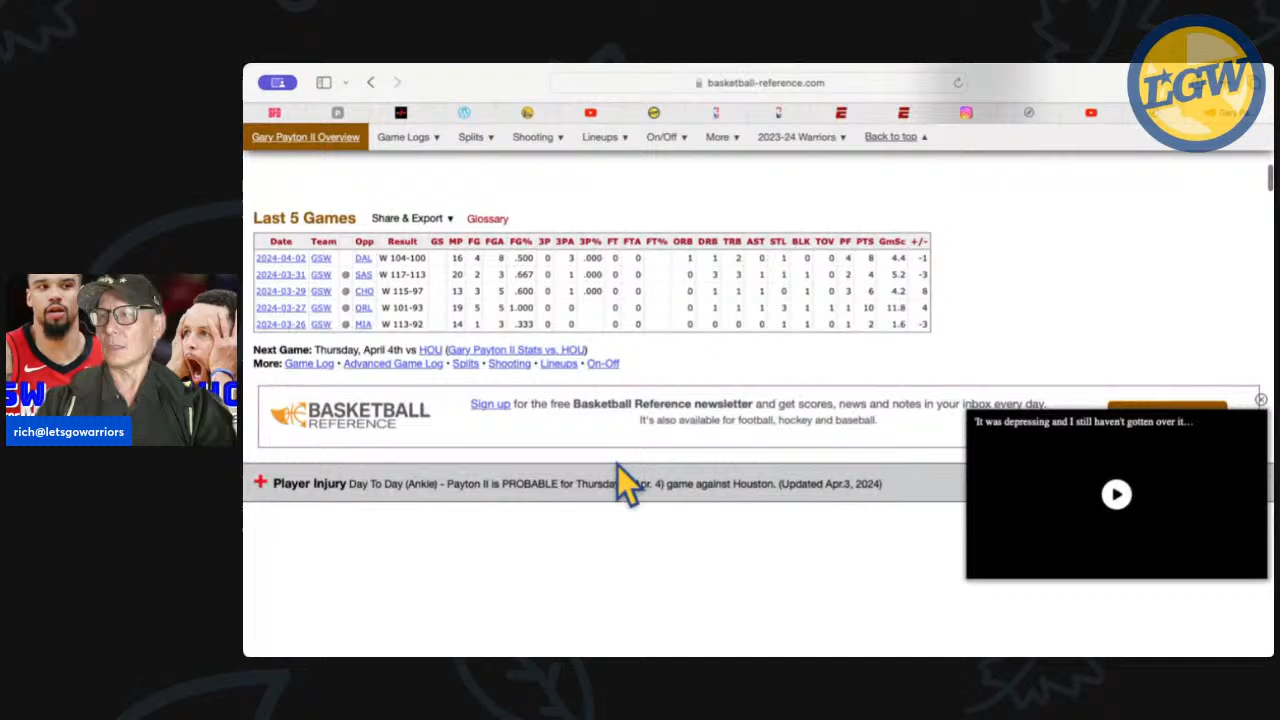 LGW
basketball-reference.com
Gary Payton II Overview Game Logs ▼ Splits ▼ Shooting ▼ Lineups ▼ On/Off ▼ More ▼ 2023-24 Warriors ▼ Back to top ▲
Last 5 Games Share & Export ▼ Glossary
Date Team Opp Result GS MP FG FGA FG% 3P 3PA 3P% FT FTA FT% ORB DRB TRB AST STL BLK TOV PF PTS GmSc +/-
2024-04-02 GSW DAL W 104-100 16 4 8 .500 0 3 .000 0 0 1 1 2 0 1 0 0 4 8 4.4 -1
2024-03-31 GSW @ SAS W 117-113 20 2 3 .667 0 1 .000 0 0 0 3 3 0 1 1 0 2 4 5.2 -3
2024-03-29 GSW @ CHO W 115-97 13 3 5 .600 0 1 .000 0 0 0 1 1 1 0 1 0 3 6 4.2 8
2024-03-27 GSW @ ORL W 101-93 19 5 5 1.000 0 0 0 0 0 1 1 1 3 1 1 1 10 11.8 4
2024-03-26 GSW @ MIA W 113-92 14 1 3 .333 0 0 0 0 0 0 0 0 1 1 0 1 2 1.6 -3
Next Game: Thursday, April 4th vs HOU (Gary Payton II Stats vs. HOU)
More: Game Log • Advanced Game Log • Splits • Shooting • Lineups • On-Off
BASKETBALL
REFERENCE
Sign up for the free Basketball Reference newsletter and get scores, news and notes in your inbox every day.
It's also available for football, hockey and baseball.
'It was depressing and I still haven't gotten over it...
Player Injury Day To Day (Ankle) - Payton II is PROBABLE for Thursday Apr. 4) game against Houston. (Updated Apr.3, 2024)
rich@letsgowarriors